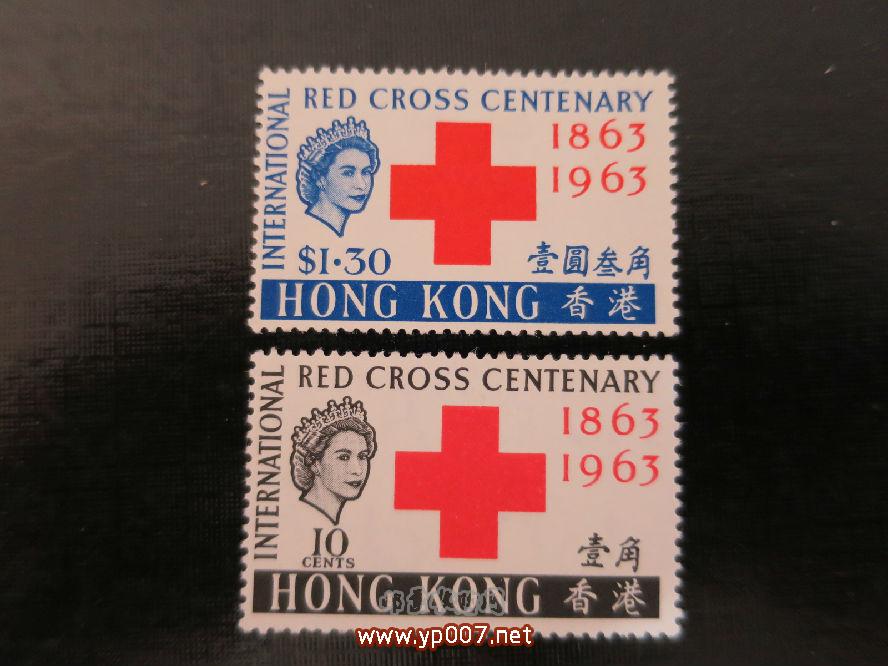 INTERNATIONAL
RED CROSS CENTENARY
1863
1963
$1·30
壹圓叁角
HONG KONG 香港
INTERNATIONAL
RED CROSS CENTENARY
1863
1963
10
CENTS
壹角
HONG KONG 香港
www.yp007.net